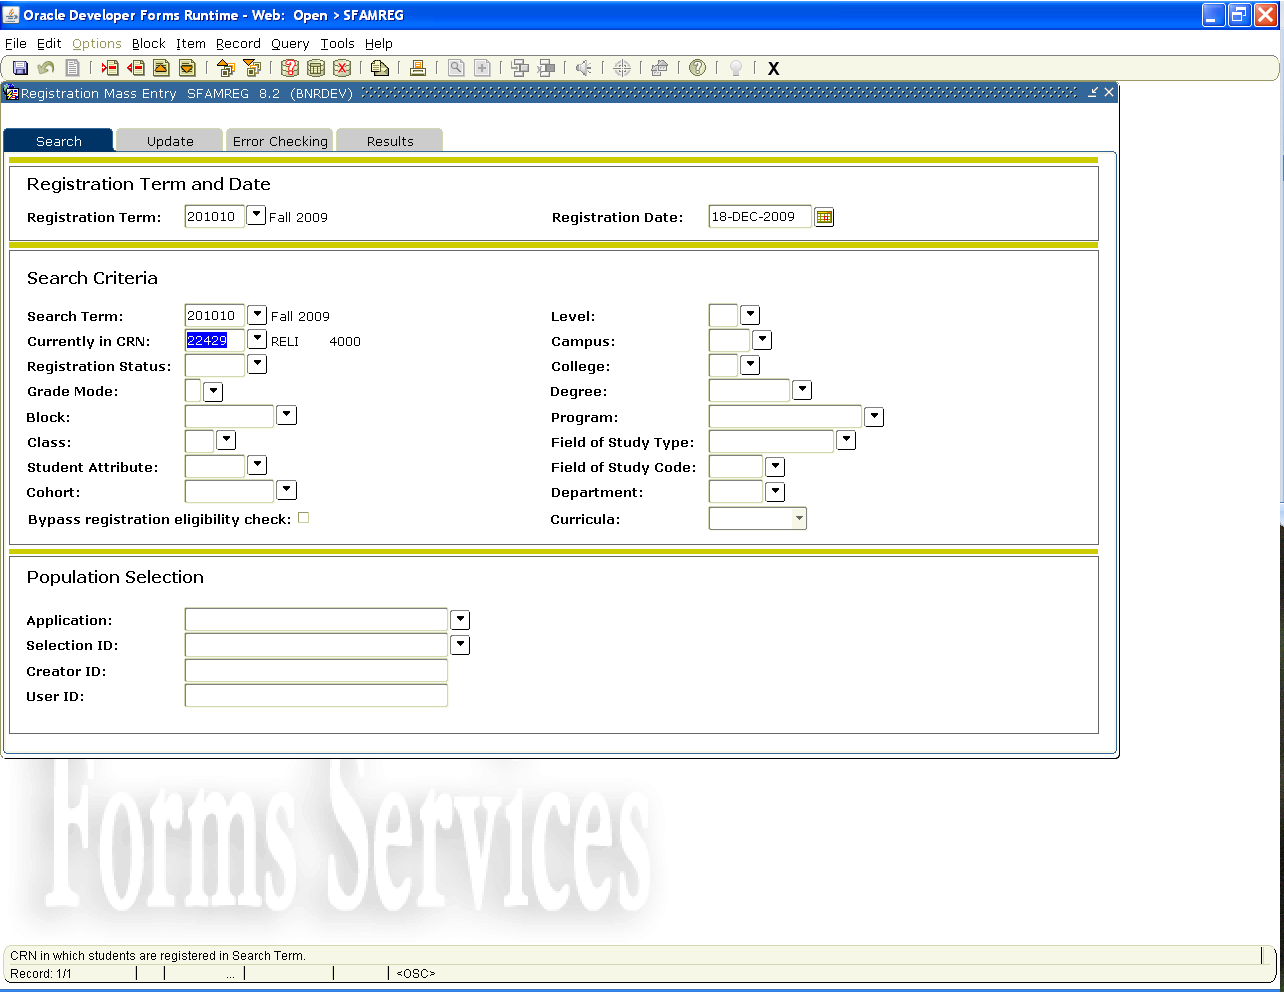 Oracle Developer Forms Runtime - Web: Open > SFAMREG
File Edit Options Block Item Record Query Tools Help
X
Registration Mass Entry SFAMREG 8.2 (BNRDEV)
Search Update Error Checking Results
Registration Term and Date
Registration Term: 201010 Fall 2009 Registration Date: 18-DEC-2009
Search Criteria
Search Term: 201010 Fall 2009 Level:
Currently in CRN: 22429 RELI 4000 Campus:
Registration Status: College:
Grade Mode: Degree:
Block: Program:
Class: Field of Study Type:
Student Attribute: Field of Study Code:
Cohort: Department:
Bypass registration eligibility check: Curricula:
Population Selection
Application:
Selection ID:
Creator ID:
User ID:
Forms Services
CRN in which students are registered in Search Term.
Record: 1/1 ... <OSC>